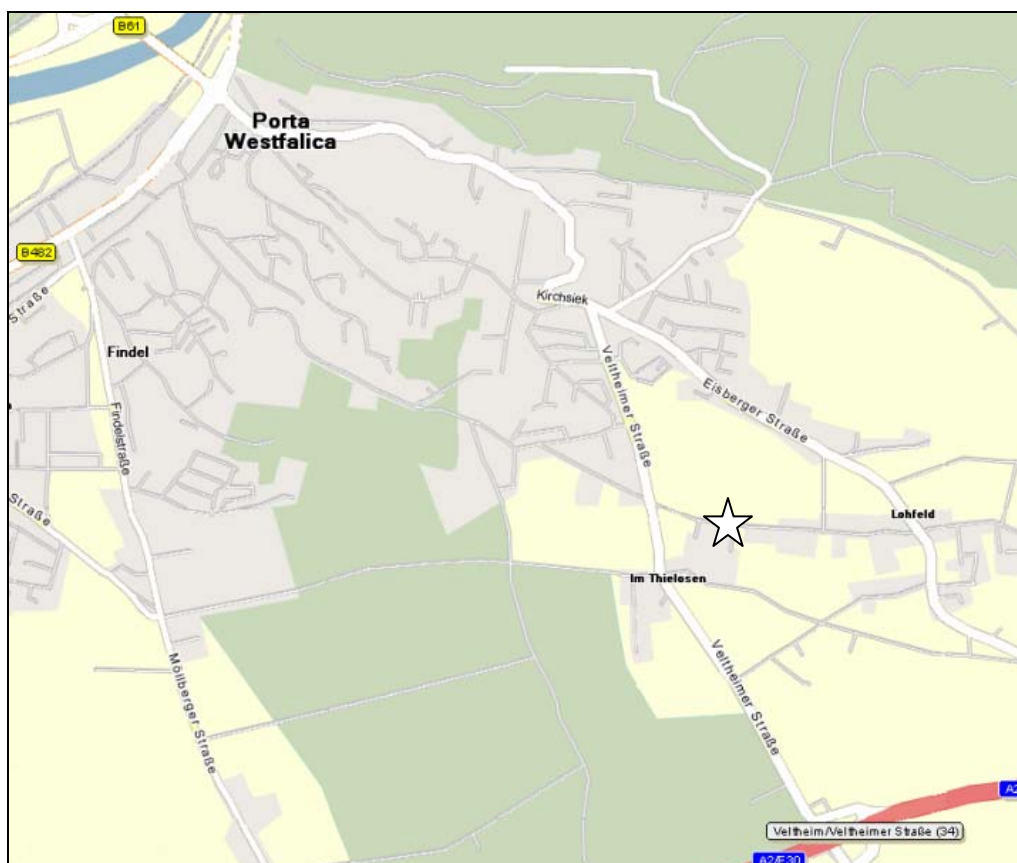 B61
Porta
Westfalica
B482
Straße
Kirchsiek
Findel
Veltheimer Straße
Eisberger Straße
Findelstraße
Straße
Lohfeld
Im Thielosen
Möllberger Straße
Veltheimer Straße
A2
Veltheim/Veltheimer Straße (34)
A2/E30